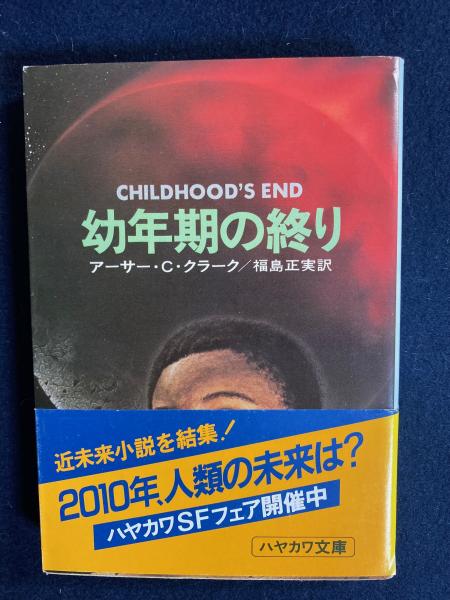 CHILDHOOD'S END
幼年期の終り
アーサー・C・クラーク/福島正実訳
近未来小説を結集!
2010年、人類の未来は?
ハヤカワSFフェア開催中
ハヤカワ文庫